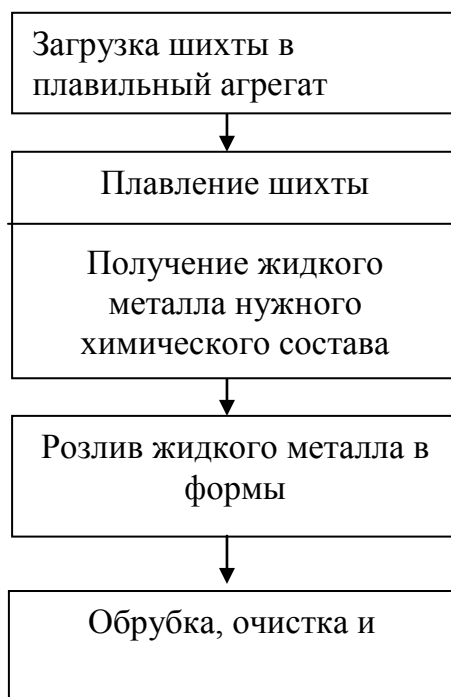 Загрузка шихты в
плавильный агрегат
Плавление шихты
Получение жидкого
металла нужного
химического состава
Розлив жидкого металла в
формы
Обрубка, очистка и